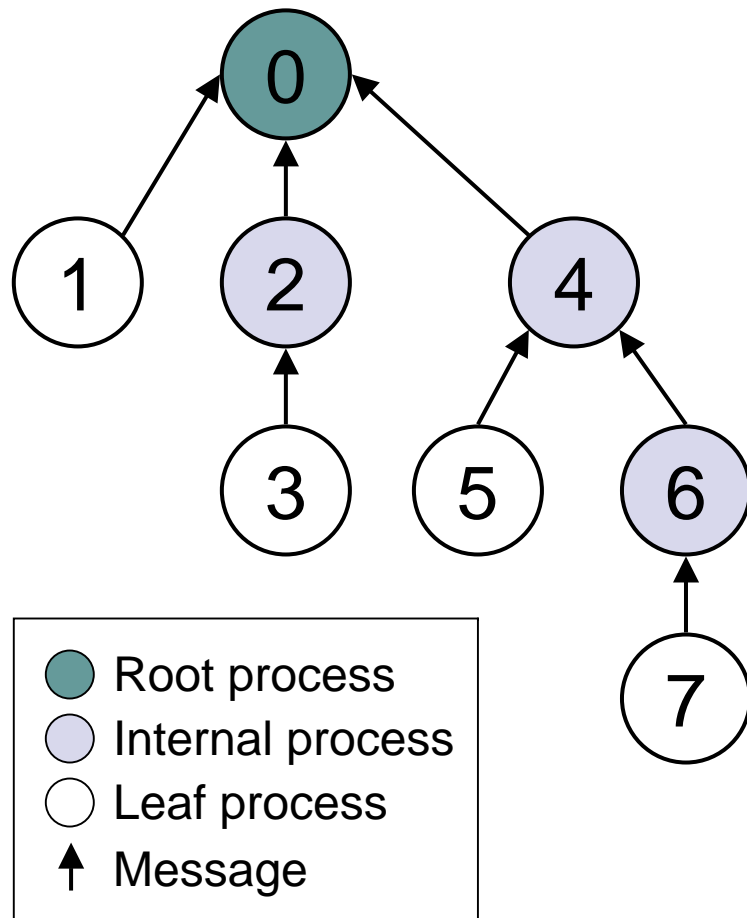 0
1 2 4
3 5 6
7
Root process
Internal process
Leaf process
Message